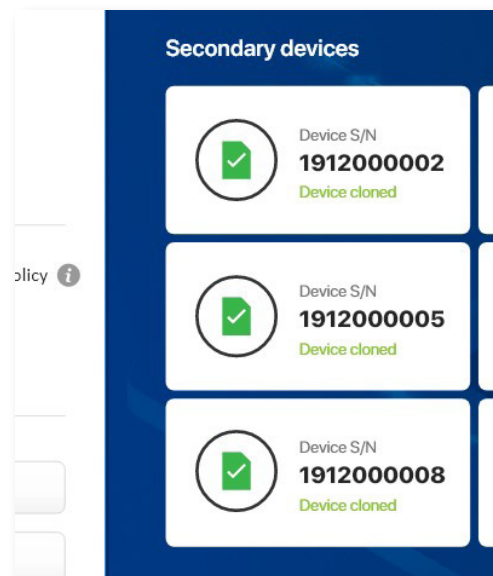 Secondary devices
Device S/N
1912000002
Device cloned
Device S/N
1912000005
Device cloned
Device S/N
1912000008
Device cloned